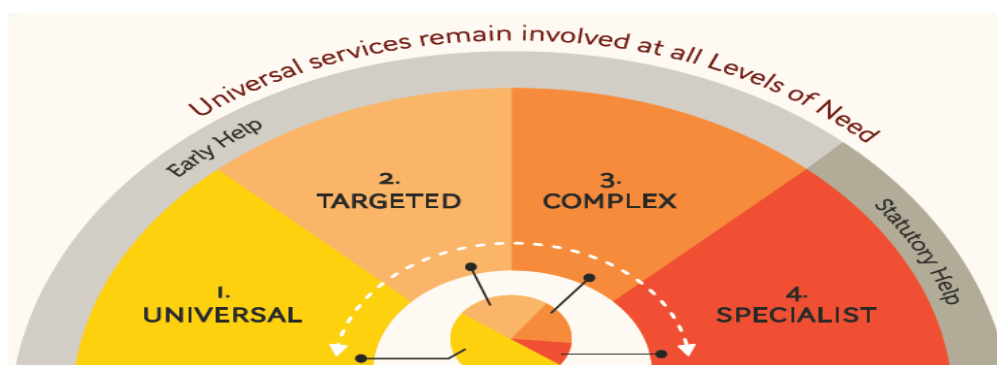 Universal services remain involved at all Levels of Need
Early Help
2.
TARGETED
3.
COMPLEX
Statutory Help
1.
UNIVERSAL
4.
SPECIALIST